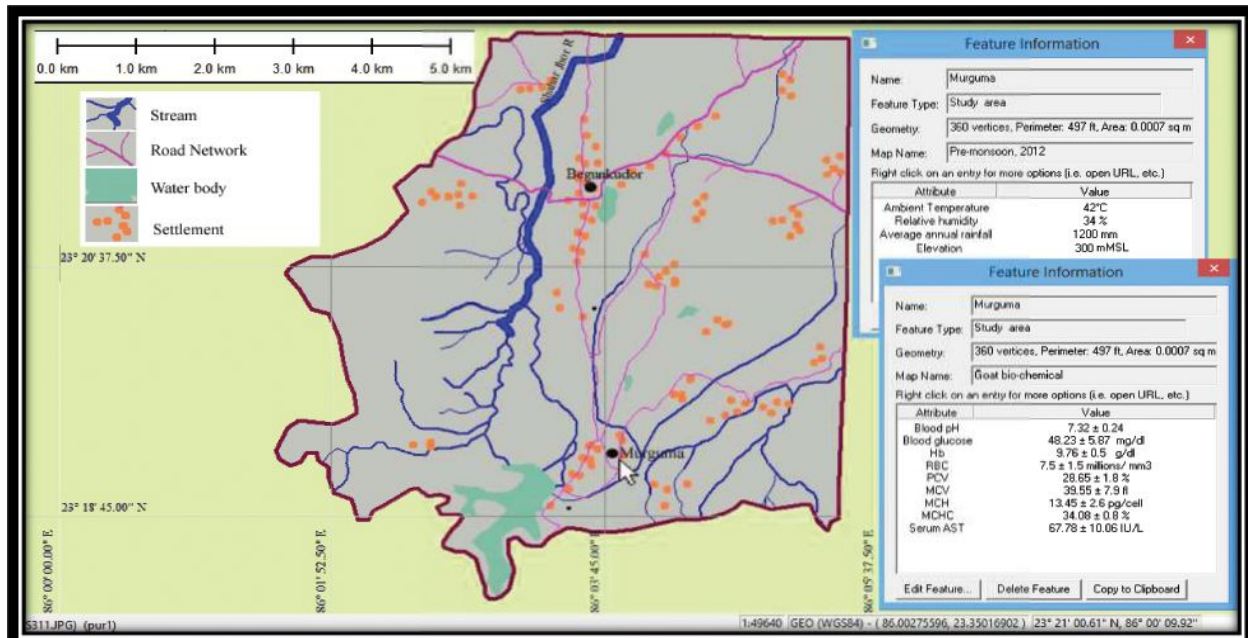 0.0 km 1.0 km 2.0 km 3.0 km 4.0 km 5.0 km
Stream
Road Network
Water body
Settlement
Begunkudor
Murguma
23° 20' 37.50" N
23° 18' 45.00" N
86° 00' 00.00" E
86° 01' 52.50" E
86° 03' 45.00" E
86° 05' 37.50" E
Feature Information
Name: Murguma
Feature Type: Study area
Geometry: 360 vertices, Perimeter: 497 ft, Area: 0.0007 sq m
Map Name: Pre-monsoon, 2012
Right click on an entry for more options (i.e. open URL, etc.)
Attribute Value
Ambient Temperature 42°C
Relative humidity 34 %
Average annual rainfall 1200 mm
Elevation 300 mMSL
Feature Information
Name: Murguma
Feature Type: Study area
Geometry: 360 vertices, Perimeter: 497 ft, Area: 0.0007 sq m
Map Name: Goat bio-chemical
Right click on an entry for more options (i.e. open URL, etc.)
Attribute Value
Blood pH 7.32 ± 0.24
Blood glucose 48.23 ± 5.87 mg/dl
Hb 9.76 ± 0.5 g/dl
RBC 7.5 ± 1.5 millions/ mm3
PCV 28.65 ± 1.8 %
MCV 39.55 ± 7.9 fl
MCH 13.45 ± 2.6 pg/cell
MCHC 34.08 ± 0.8 %
Serum AST 67.78 ± 10.06 IU/L
Edit Feature... Delete Feature Copy to Clipboard
S311.JPG) (pur1) 1:49640 GEO (WGS84) - ( 86.00275596, 23.35016902 ) 23° 21' 00.61" N, 86° 00' 09.92"